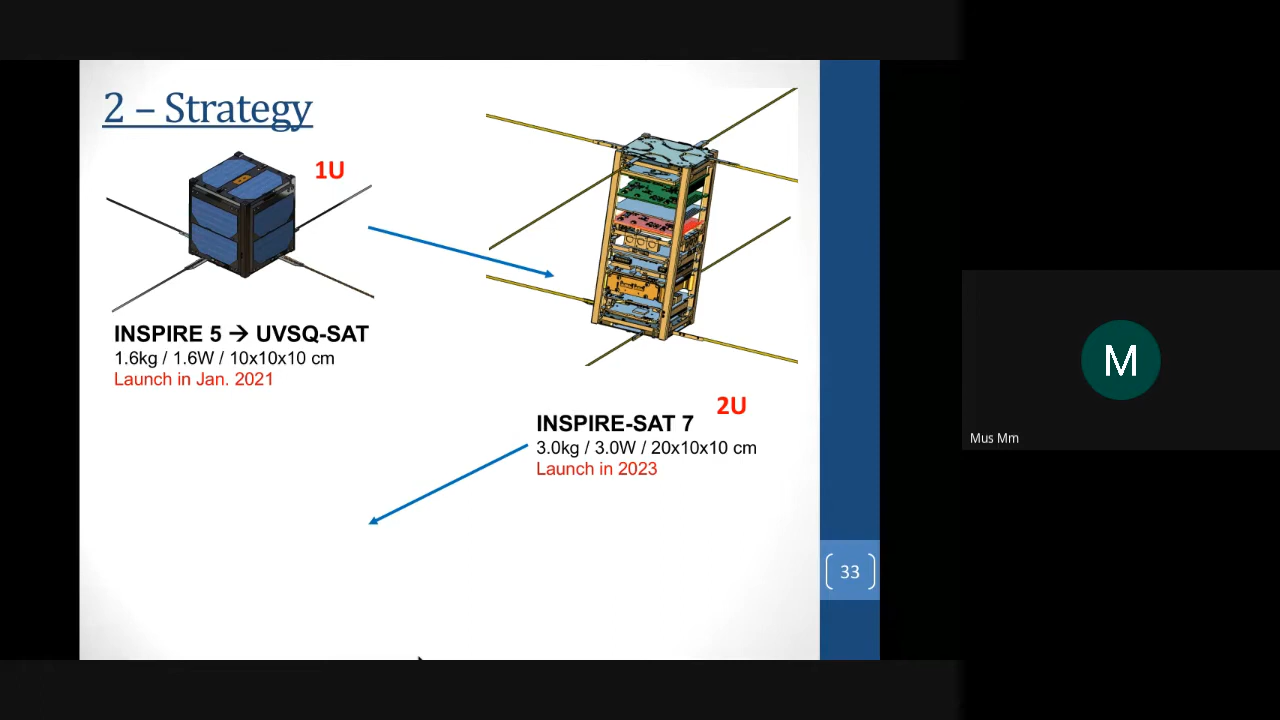 2 – Strategy
1U
INSPIRE 5 → UVSQ-SAT
1.6kg / 1.6W / 10x10x10 cm
Launch in Jan. 2021
2U
INSPIRE-SAT 7
3.0kg / 3.0W / 20x10x10 cm
Launch in 2023
33
M
Mus Mm